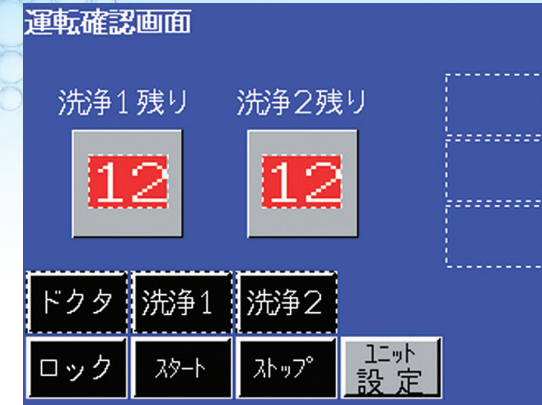 運転確認画面
洗浄1残り 洗浄2残り
12 12
ドクタ 洗浄1 洗浄2
ロック スタート ストップ ユニット
設定